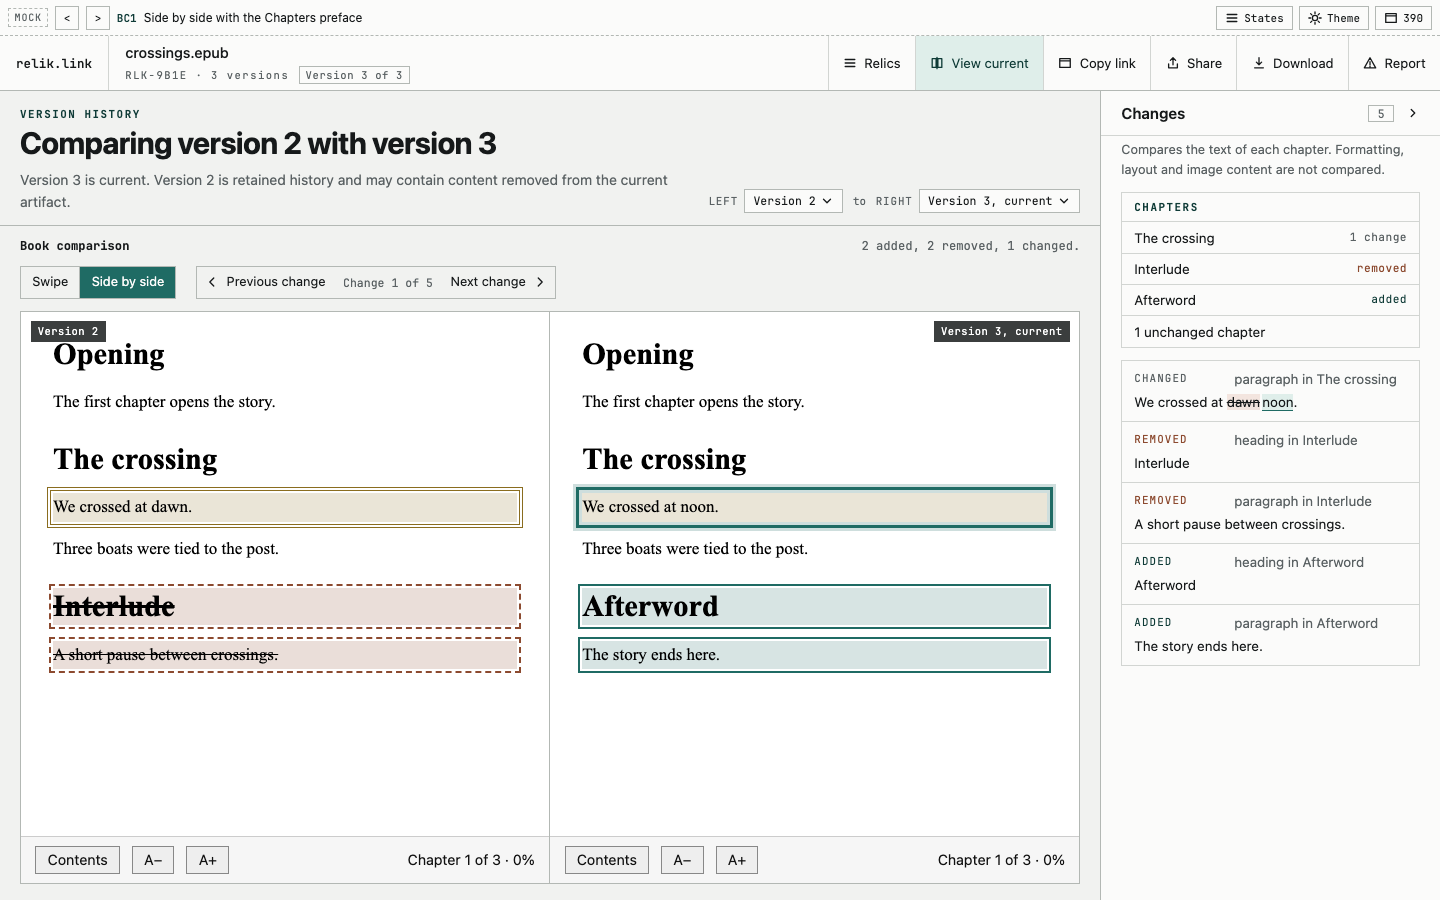 MOCK < > BC1 Side by side with the Chapters preface
States Theme 390
relik.link
crossings.epub
RLK-9B1E · 3 versions Version 3 of 3
Relics View current Copy link Share Download Report
VERSION HISTORY
Comparing version 2 with version 3
Version 3 is current. Version 2 is retained history and may contain content removed from the current
artifact.
LEFT Version 2 to RIGHT Version 3, current
Book comparison
2 added, 2 removed, 1 changed.
Swipe Side by side Previous change Change 1 of 5 Next change
Version 2
Opening
The first chapter opens the story.
The crossing
We crossed at dawn.
Three boats were tied to the post.
Interlude
A short pause between crossings.
Contents A− A+ Chapter 1 of 3 · 0%
Version 3, current
Opening
The first chapter opens the story.
The crossing
We crossed at noon.
Three boats were tied to the post.
Afterword
The story ends here.
Contents A− A+ Chapter 1 of 3 · 0%
Changes 5
Compares the text of each chapter. Formatting,
layout and image content are not compared.
CHAPTERS
The crossing 1 change
Interlude removed
Afterword added
1 unchanged chapter
CHANGED paragraph in The crossing
We crossed at dawn noon.
REMOVED heading in Interlude
Interlude
REMOVED paragraph in Interlude
A short pause between crossings.
ADDED heading in Afterword
Afterword
ADDED paragraph in Afterword
The story ends here.